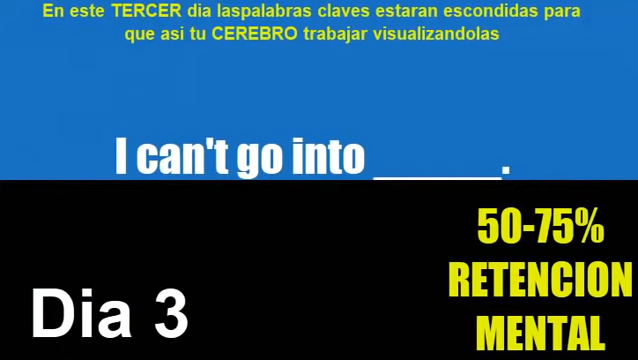 En este TERCER dia laspalabras claves estaran escondidas para
que asi tu CEREBRO trabajar visualizandolas
I can't go into ______.
50-75%
RETENCION
MENTAL
Dia 3